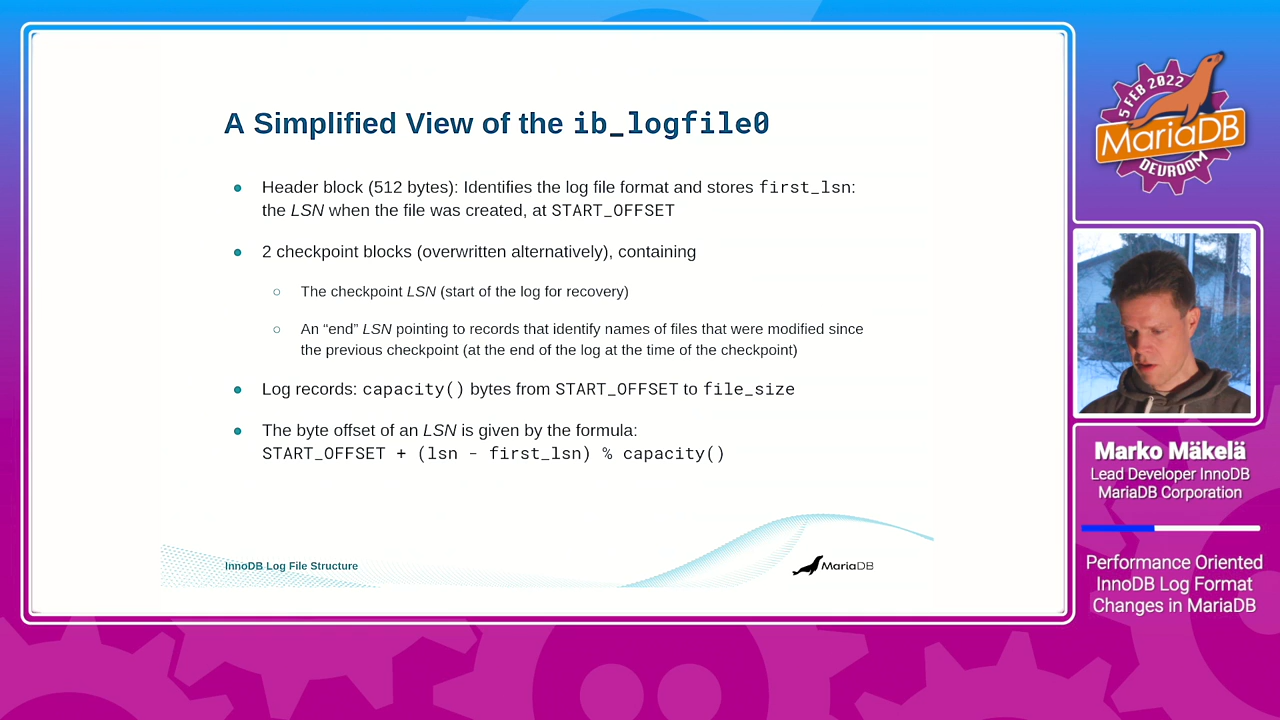 A Simplified View of the ib_logfile0
Header block (512 bytes): Identifies the log file format and stores first_lsn:
the LSN when the file was created, at START_OFFSET
2 checkpoint blocks (overwritten alternatively), containing
The checkpoint LSN (start of the log for recovery)
An “end” LSN pointing to records that identify names of files that were modified since
the previous checkpoint (at the end of the log at the time of the checkpoint)
Log records: capacity() bytes from START_OFFSET to file_size
The byte offset of an LSN is given by the formula:
START_OFFSET + (lsn - first_lsn) % capacity()
InnoDB Log File Structure
MariaDB
5 FEB 2022
MariaDB
DEVROOM
Marko Mäkelä
Lead Developer InnoDB
MariaDB Corporation
Performance Oriented
InnoDB Log Format
Changes in MariaDB